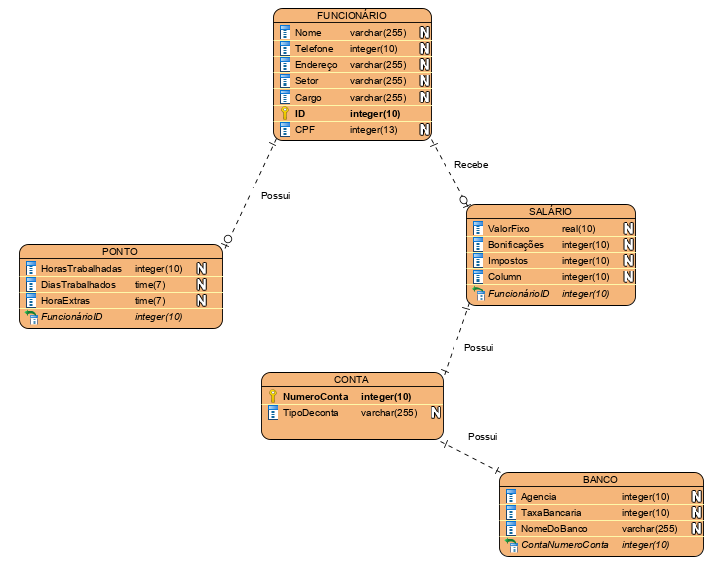 FUNCIONÁRIO
Nome varchar(255) N
Telefone integer(10) N
Endereço varchar(255) N
Setor varchar(255) N
Cargo varchar(255) N
ID integer(10)
CPF integer(13) N
Recebe
Possui
SALÁRIO
ValorFixo real(10) N
Bonificações integer(10) N
Impostos integer(10) N
Column integer(10) N
FuncionárioID integer(10)
PONTO
HorasTrabalhadas integer(10) N
DiasTrabalhados time(7) N
HoraExtras time(7) N
FuncionárioID integer(10)
Possui
CONTA
NumeroConta integer(10)
TipoDeconta varchar(255) N
Possui
BANCO
Agencia integer(10) N
TaxaBancaria integer(10) N
NomeDoBanco varchar(255) N
ContaNumeroConta integer(10)